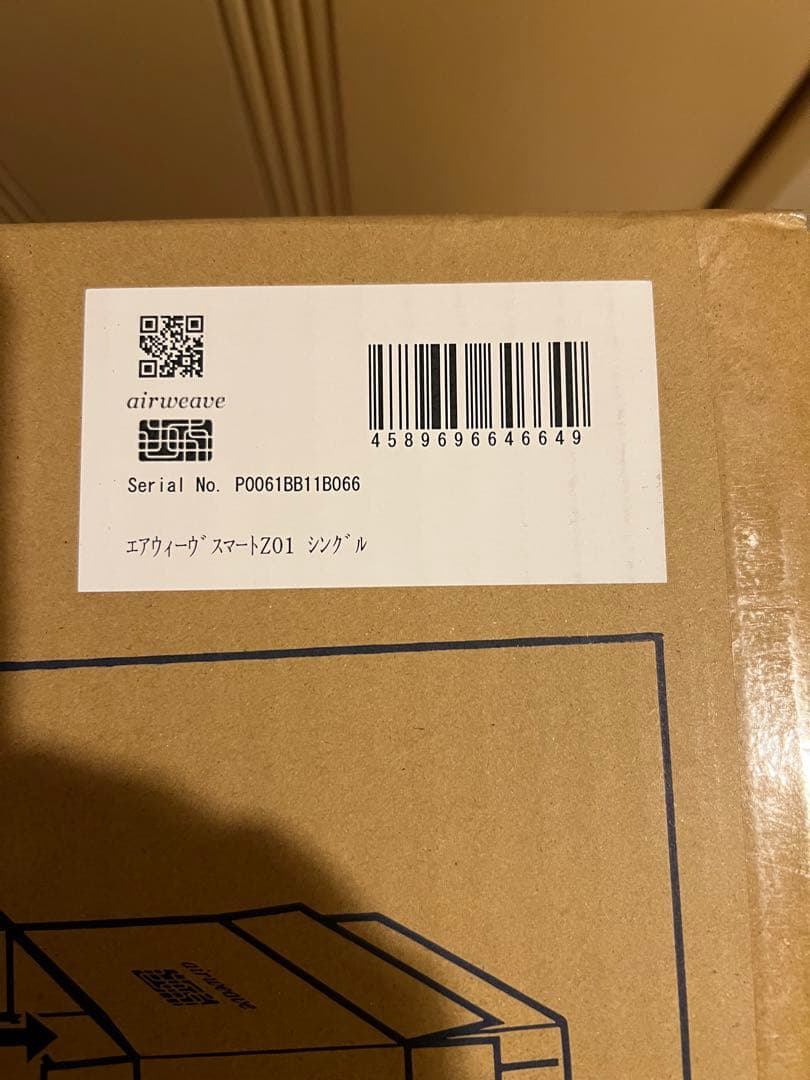 airweave
4589696646649
Serial No. P0061BB11B066
ｴｱｳｨｰｳﾞｽﾏｰﾄZ01 ｼﾝｸﾞﾙ
airweave